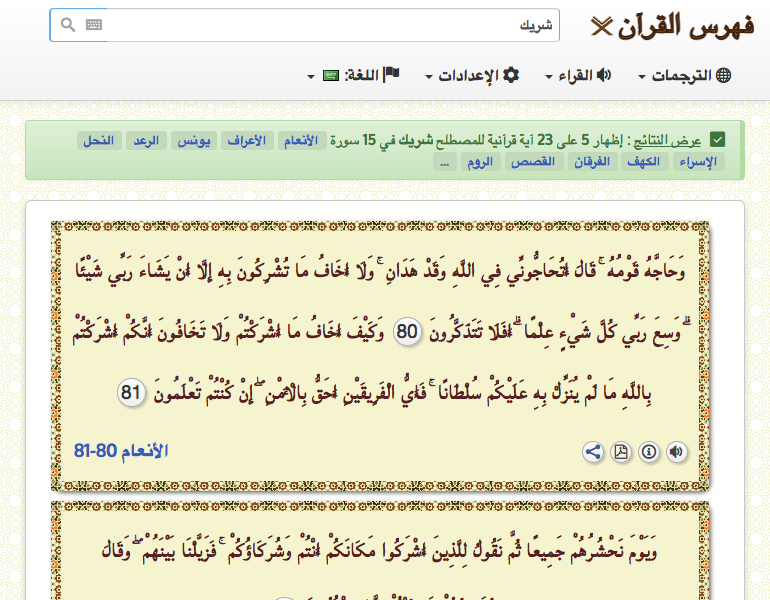 فهرس القرآن
شريك
الترجمات القراء الإعدادات اللغة:
عرض النتائج : إظهار 5 على 23 آية قرآنية للمصطلح شريك في 15 سورة الأنعام الأعراف يونس الرعد النحل
الإسراء الكهف الفرقان القصص الروم ...
وَحَاجَّهُ قَوْمُهُ ۚ قَالَ أَتُحَاجُّونِّي فِي اللَّهِ وَقَدْ هَدَانِ ۚ وَلَا أَخَافُ مَا تُشْرِكُونَ بِهِ إِلَّا أَنْ يَشَاءَ رَبِّي شَيْئًا
ۗ وَسِعَ رَبِّي كُلَّ شَيْءٍ عِلْمًا ۗ أَفَلَا تَتَذَكَّرُونَ 80 وَكَيْفَ أَخَافُ مَا أَشْرَكْتُمْ وَلَا تَخَافُونَ أَنَّكُمْ أَشْرَكْتُمْ
بِاللَّهِ مَا لَمْ يُنَزِّلْ بِهِ عَلَيْكُمْ سُلْطَانًا ۚ فَأَيُّ الْفَرِيقَيْنِ أَحَقُّ بِالْأَمْنِ ۖ إِنْ كُنْتُمْ تَعْلَمُونَ 81
الأنعام 80-81
وَيَوْمَ نَحْشُرُهُمْ جَمِيعًا ثُمَّ نَقُولُ لِلَّذِينَ أَشْرَكُوا مَكَانَكُمْ أَنْتُمْ وَشُرَكَاؤُكُمْ ۚ فَزَيَّلْنَا بَيْنَهُمْ ۖ وَقَالَ